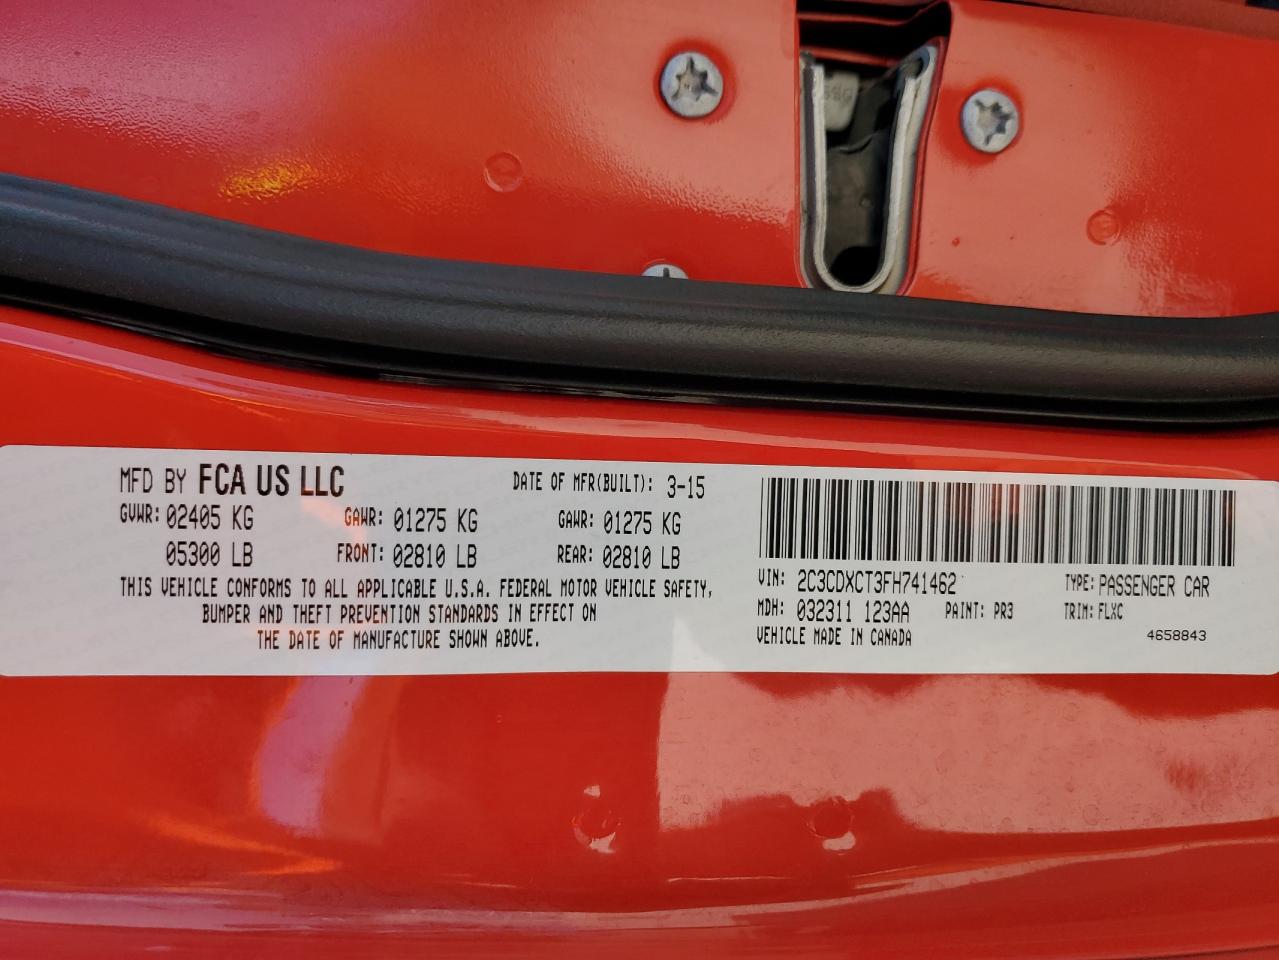 MFD BY FCA US LLC
DATE OF MFR(BUILT): 3-15
GVWR: 02405 KG GAWR: 01275 KG GAWR: 01275 KG
05300 LB FRONT: 02810 LB REAR: 02810 LB
THIS VEHICLE CONFORMS TO ALL APPLICABLE U.S.A. FEDERAL MOTOR VEHICLE SAFETY,
BUMPER AND THEFT PREVENTION STANDARDS IN EFFECT ON
THE DATE OF MANUFACTURE SHOWN ABOVE.
VIN: 2C3CDXCT3FH741462 TYPE: PASSENGER CAR
MDH: 032311 123AA PAINT: PR3 TRIM: FLXC
VEHICLE MADE IN CANADA 4658843